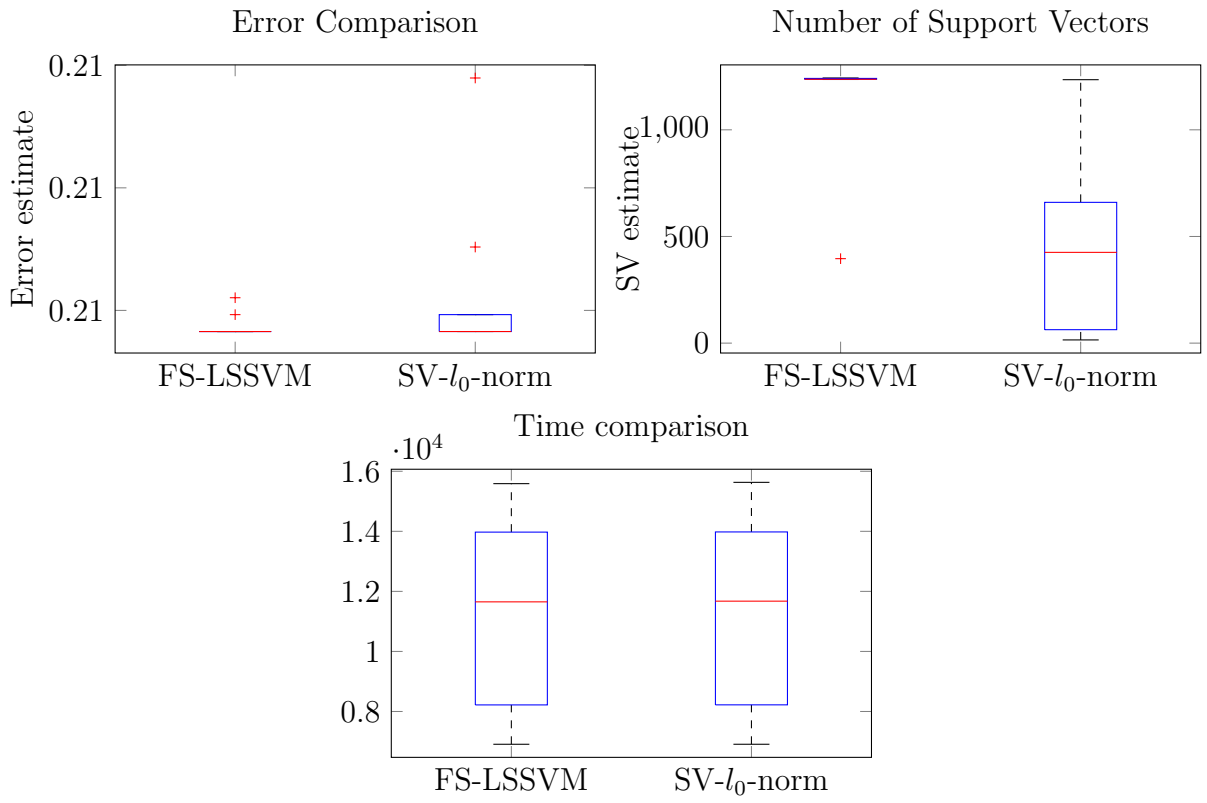 Error Comparison
Error estimate
0.21
0.21
0.21
FS-LSSVM
SV-l₀-norm
Number of Support Vectors
SV estimate
1,000
500
0
FS-LSSVM
SV-l₀-norm
Time comparison
·10⁴
1.6
1.4
1.2
1
0.8
FS-LSSVM
SV-l₀-norm